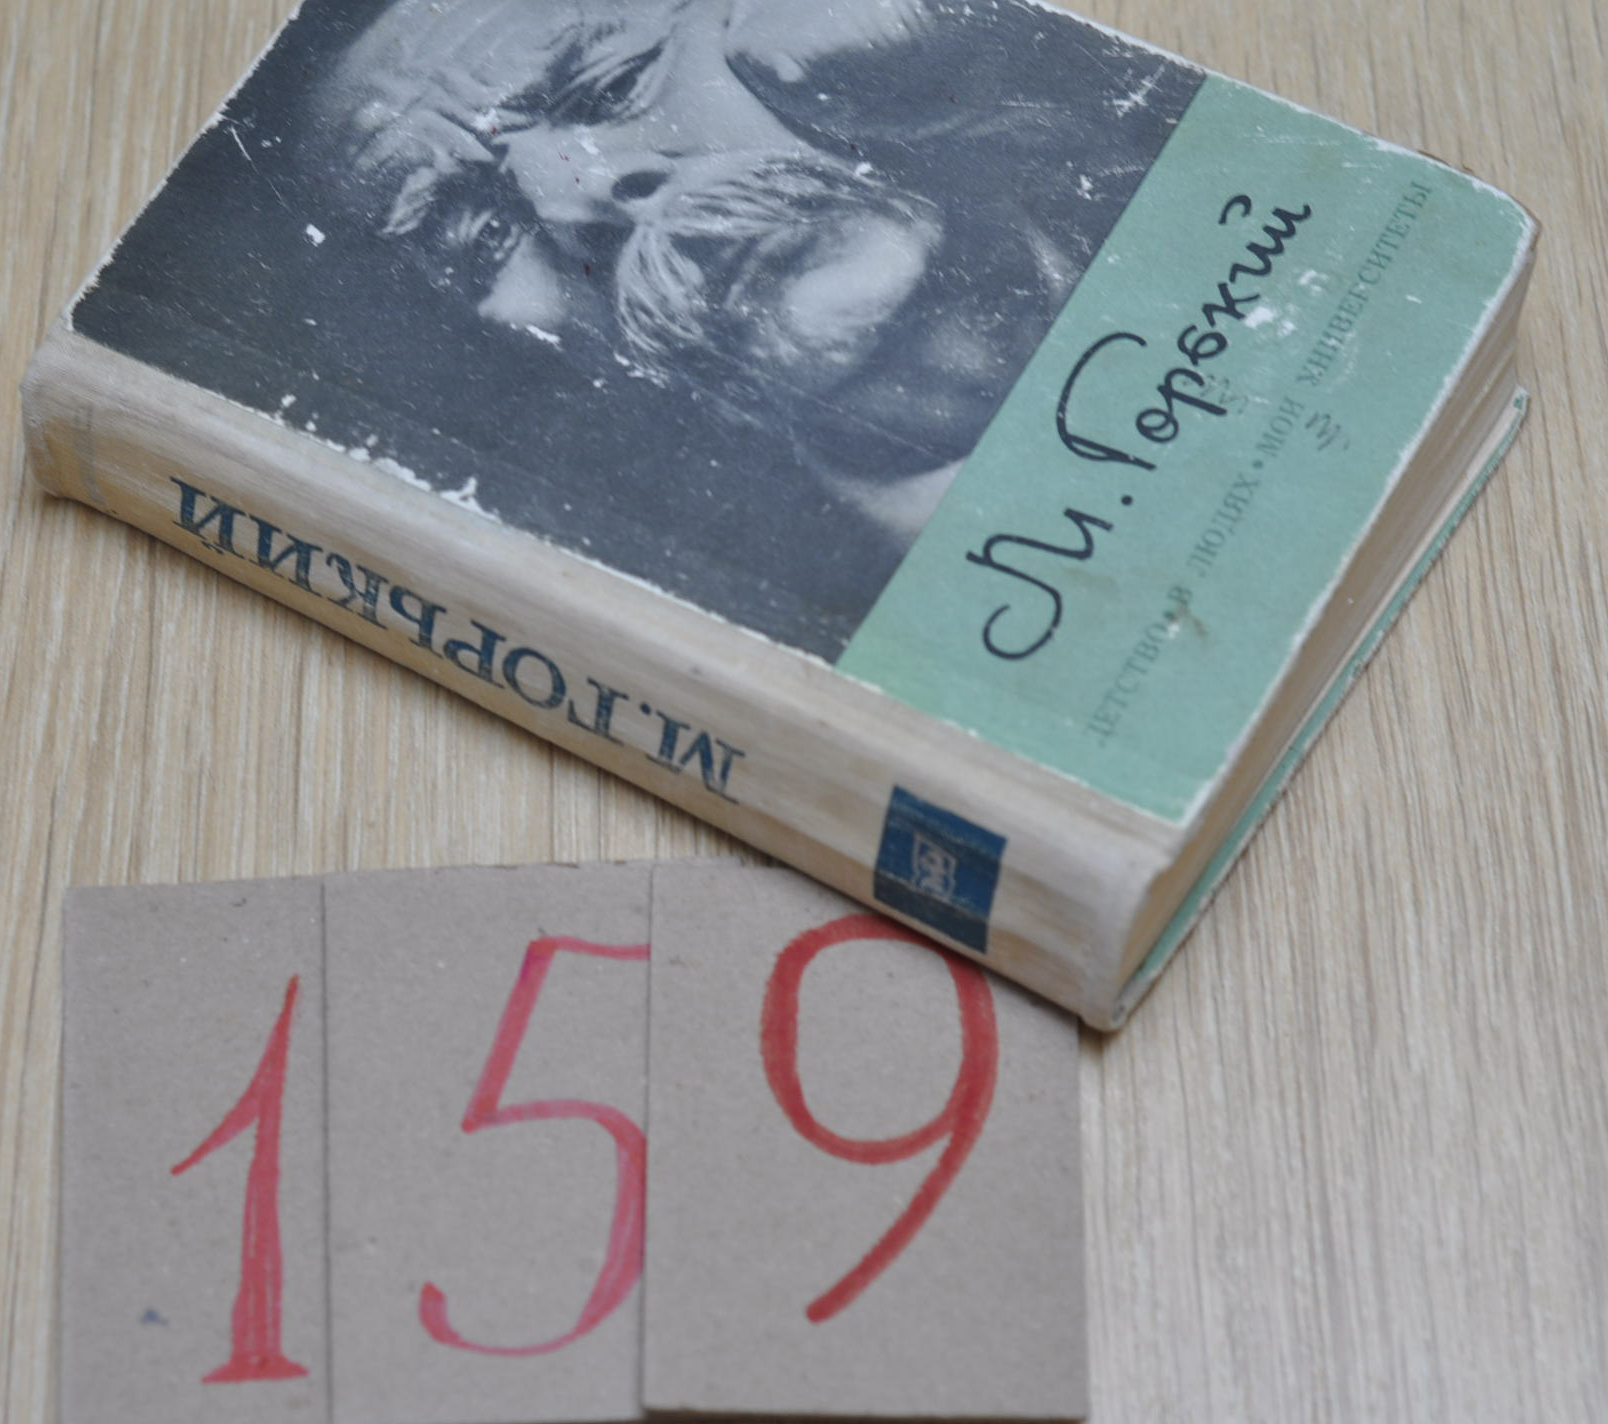 М. Горький
ДЕТСТВО • В ЛЮДЯХ • МОИ УНИВЕРСИТЕТЫ
М. ГОРЬКИЙ
159